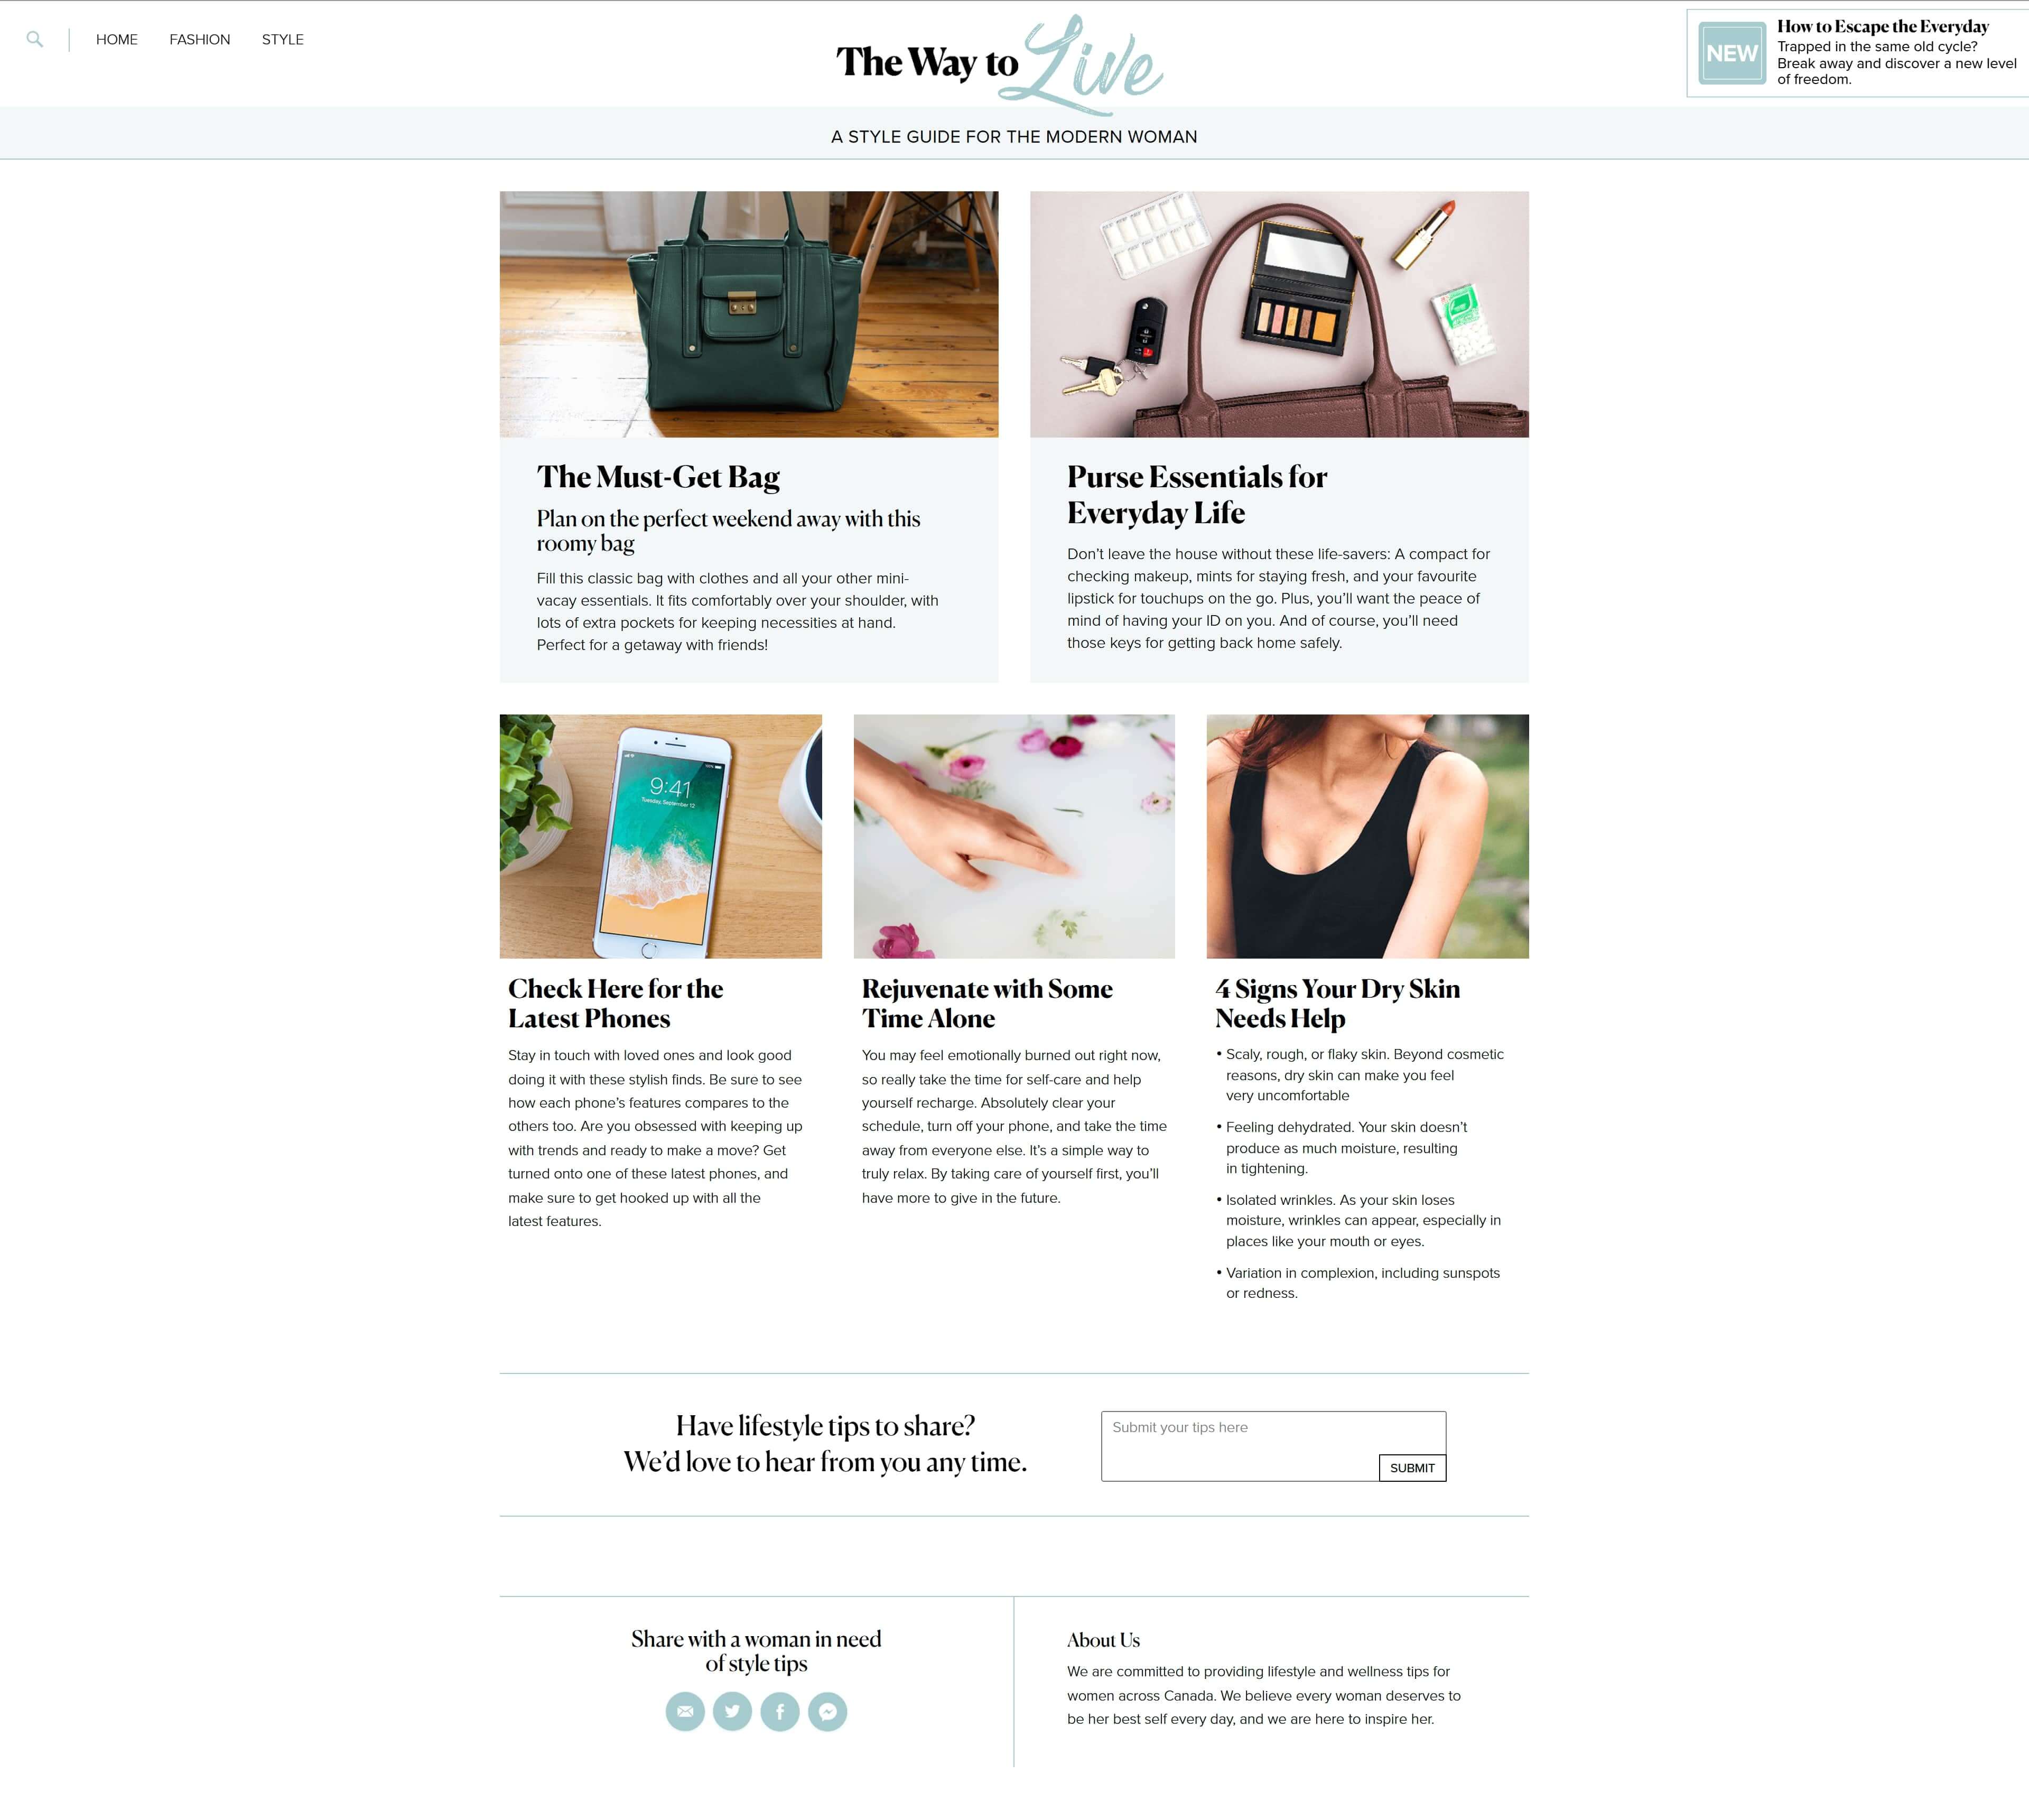 HOME FASHION STYLE
The Way to Live
NEW
How to Escape the Everyday
Trapped in the same old cycle?
Break away and discover a new level
of freedom.
A STYLE GUIDE FOR THE MODERN WOMAN
The Must-Get Bag
Plan on the perfect weekend away with this
roomy bag
Fill this classic bag with clothes and all your other mini-
vacay essentials. It fits comfortably over your shoulder, with
lots of extra pockets for keeping necessities at hand.
Perfect for a getaway with friends!
Purse Essentials for
Everyday Life
Don’t leave the house without these life-savers: A compact for
checking makeup, mints for staying fresh, and your favourite
lipstick for touchups on the go. Plus, you’ll want the peace of
mind of having your ID on you. And of course, you’ll need
those keys for getting back home safely.
9:41
Tuesday, September 12
Check Here for the
Latest Phones
Stay in touch with loved ones and look good
doing it with these stylish finds. Be sure to see
how each phone’s features compares to the
others too. Are you obsessed with keeping up
with trends and ready to make a move? Get
turned onto one of these latest phones, and
make sure to get hooked up with all the
latest features.
Rejuvenate with Some
Time Alone
You may feel emotionally burned out right now,
so really take the time for self-care and help
yourself recharge. Absolutely clear your
schedule, turn off your phone, and take the time
away from everyone else. It’s a simple way to
truly relax. By taking care of yourself first, you’ll
have more to give in the future.
4 Signs Your Dry Skin
Needs Help
• Scaly, rough, or flaky skin. Beyond cosmetic
reasons, dry skin can make you feel
very uncomfortable
• Feeling dehydrated. Your skin doesn’t
produce as much moisture, resulting
in tightening.
• Isolated wrinkles. As your skin loses
moisture, wrinkles can appear, especially in
places like your mouth or eyes.
• Variation in complexion, including sunspots
or redness.
Have lifestyle tips to share?
We’d love to hear from you any time.
Submit your tips here
SUBMIT
Share with a woman in need
of style tips
About Us
We are committed to providing lifestyle and wellness tips for
women across Canada. We believe every woman deserves to
be her best self every day, and we are here to inspire her.